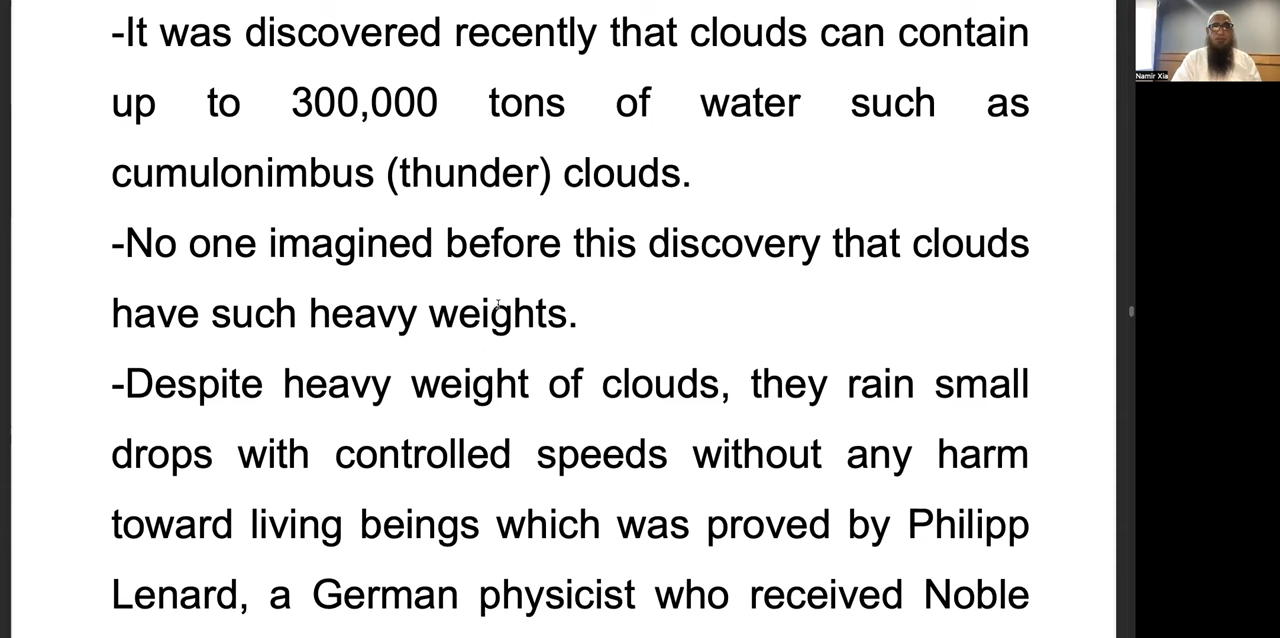 -It was discovered recently that clouds can contain
up to 300,000 tons of water such as
cumulonimbus (thunder) clouds.
-No one imagined before this discovery that clouds
have such heavy weights.
-Despite heavy weight of clouds, they rain small
drops with controlled speeds without any harm
toward living beings which was proved by Philipp
Lenard, a German physicist who received Noble
Namir Xia